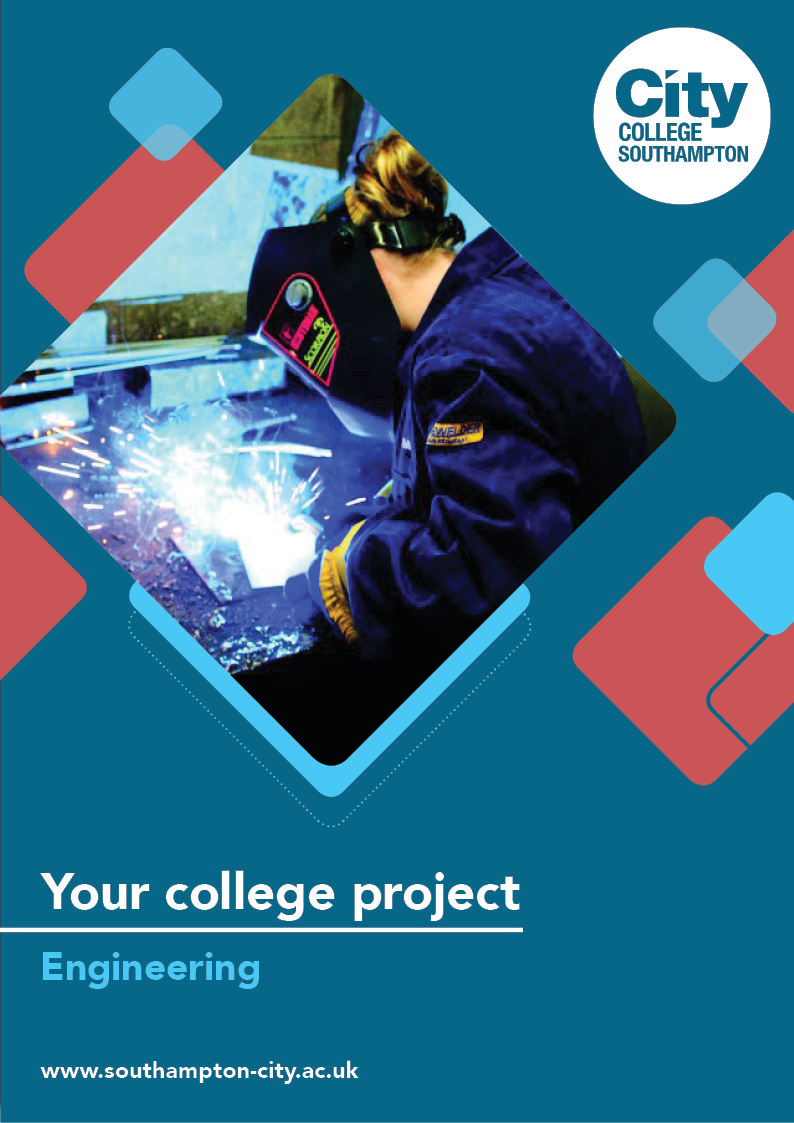 City
COLLEGE
SOUTHAMPTON
Your college project
Engineering
www.southampton-city.ac.uk